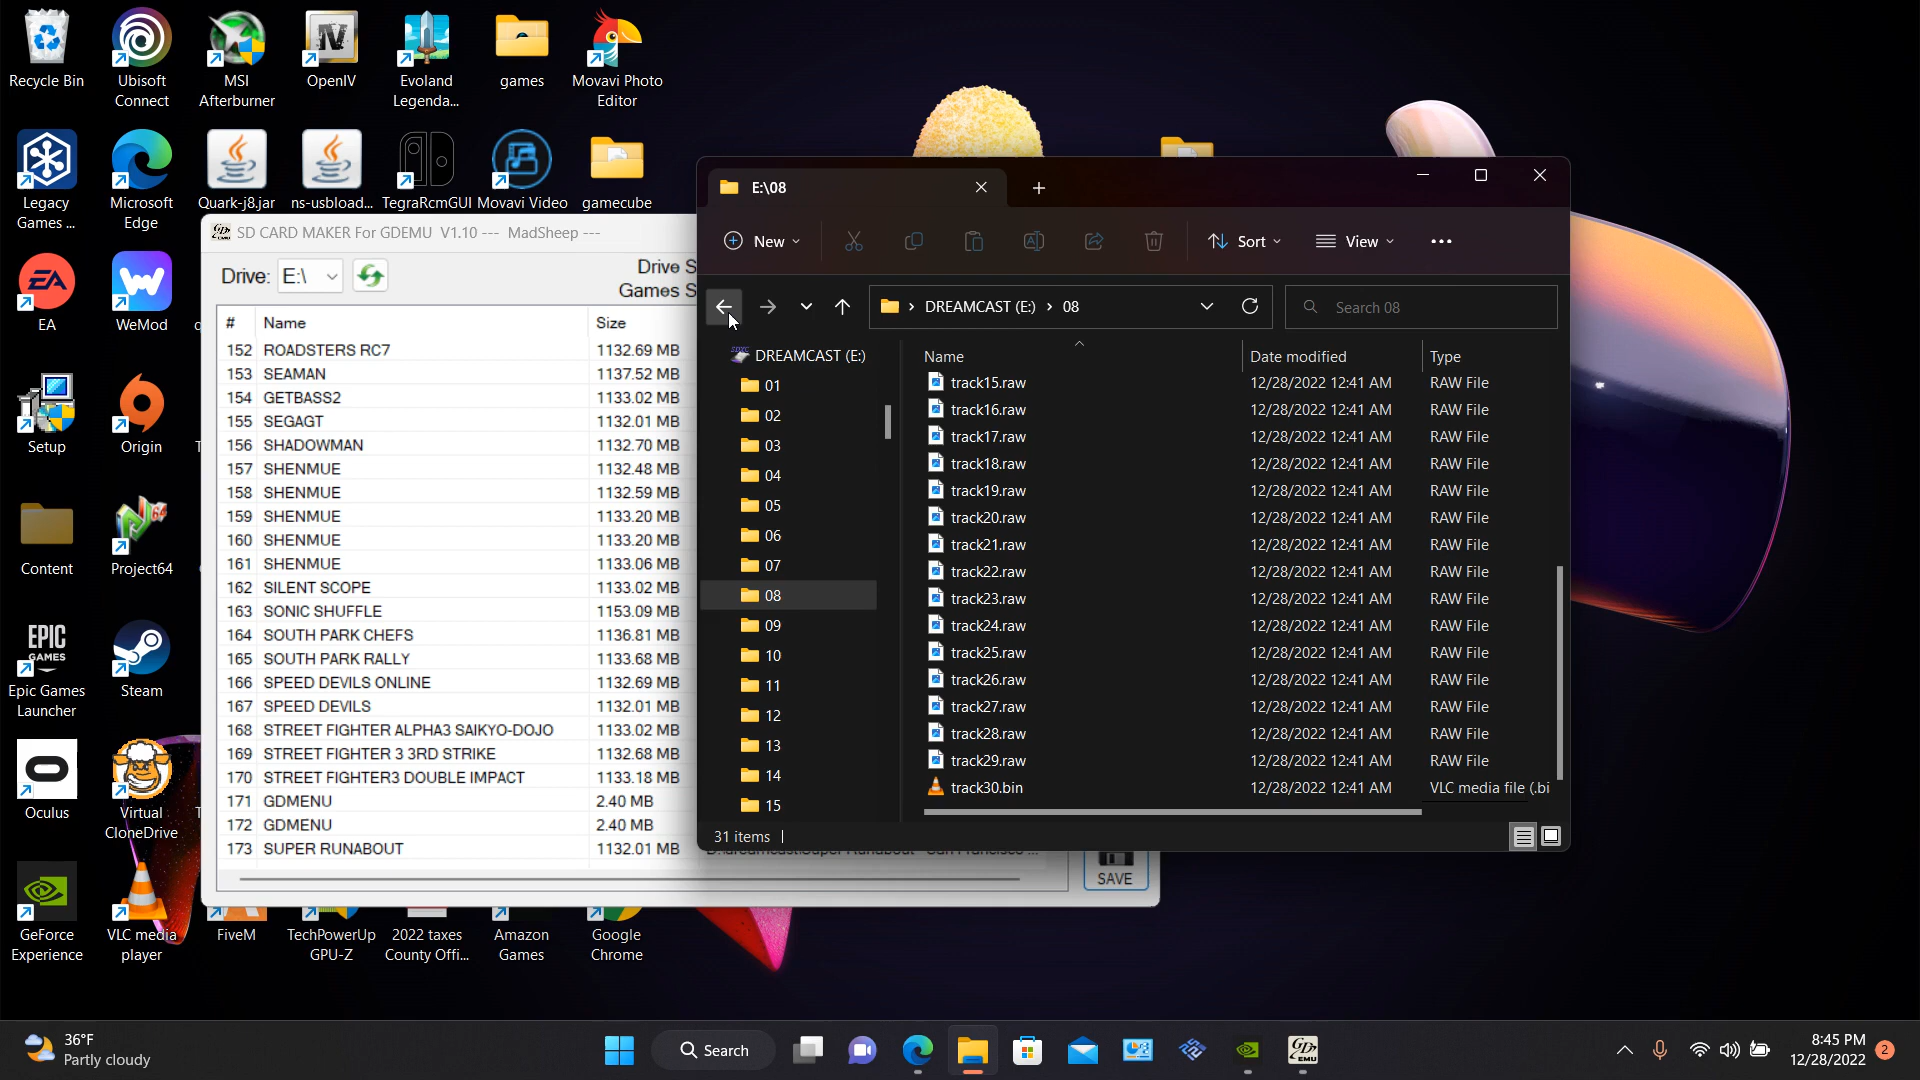 Recycle Bin
Ubisoft
Connect
MSI
Afterburner
OpenIV
Evoland
Legenda...
games
Movavi Photo
Editor
Legacy
Games ...
Microsoft
Edge
Quark-j8.jar
ns-usbload...
TegraRcmGUI
Movavi Video
gamecube
EA
WeMod
Setup
Origin
Content
Project64
EPIC
GAMES
Epic Games
Launcher
Steam
Oculus
Virtual
CloneDrive
GeForce
Experience
VLC media
player
FiveM
TechPowerUp
GPU-Z
2022 taxes
County Offi...
Amazon
Games
Google
Chrome
SD CARD MAKER For GDEMU V1.10 --- MadSheep ---
Drive: E:\
Drive S
Games S
# Name Size
152 ROADSTERS RC7 1132.69 MB
153 SEAMAN 1137.52 MB
154 GETBASS2 1133.02 MB
155 SEGAGT 1132.01 MB
156 SHADOWMAN 1132.70 MB
157 SHENMUE 1132.48 MB
158 SHENMUE 1132.59 MB
159 SHENMUE 1133.20 MB
160 SHENMUE 1133.20 MB
161 SHENMUE 1133.06 MB
162 SILENT SCOPE 1133.02 MB
163 SONIC SHUFFLE 1153.09 MB
164 SOUTH PARK CHEFS 1136.81 MB
165 SOUTH PARK RALLY 1133.68 MB
166 SPEED DEVILS ONLINE 1132.69 MB
167 SPEED DEVILS 1132.01 MB
168 STREET FIGHTER ALPHA3 SAIKYO-DOJO 1133.02 MB
169 STREET FIGHTER 3 3RD STRIKE 1132.68 MB
170 STREET FIGHTER3 DOUBLE IMPACT 1133.18 MB
171 GDMENU 2.40 MB
172 GDMENU 2.40 MB
173 SUPER RUNABOUT 1132.01 MB
SAVE
E:\08
New
Sort
View
DREAMCAST (E:) > 08
Search 08
DREAMCAST (E:)
01
02
03
04
05
06
07
08
09
10
11
12
13
14
15
Name Date modified Type
track15.raw 12/28/2022 12:41 AM RAW File
track16.raw 12/28/2022 12:41 AM RAW File
track17.raw 12/28/2022 12:41 AM RAW File
track18.raw 12/28/2022 12:41 AM RAW File
track19.raw 12/28/2022 12:41 AM RAW File
track20.raw 12/28/2022 12:41 AM RAW File
track21.raw 12/28/2022 12:41 AM RAW File
track22.raw 12/28/2022 12:41 AM RAW File
track23.raw 12/28/2022 12:41 AM RAW File
track24.raw 12/28/2022 12:41 AM RAW File
track25.raw 12/28/2022 12:41 AM RAW File
track26.raw 12/28/2022 12:41 AM RAW File
track27.raw 12/28/2022 12:41 AM RAW File
track28.raw 12/28/2022 12:41 AM RAW File
track29.raw 12/28/2022 12:41 AM RAW File
track30.bin 12/28/2022 12:41 AM VLC media file (.bi
31 items
36°F
Partly cloudy
Search
8:45 PM
12/28/2022
2